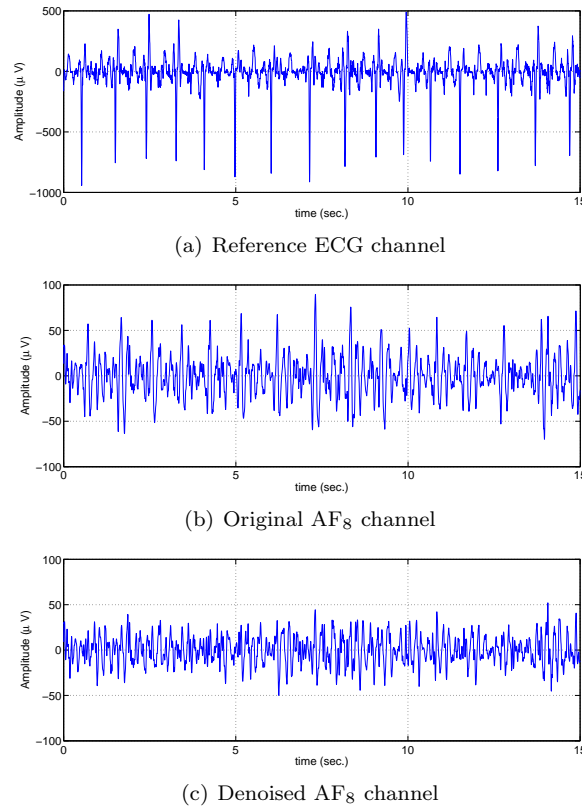 500
0
−500
−1000
Amplitude (μ V)
0 5 10 15
time (sec.)
(a) Reference ECG channel
100
50
0
−50
−100
Amplitude (μ V)
0 5 10 15
time (sec.)
(b) Original AF₈ channel
100
50
0
−50
−100
Amplitude (μ V)
0 5 10 15
time (sec.)
(c) Denoised AF₈ channel